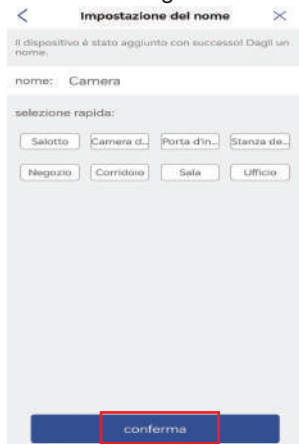 Impostazione del nome
Il dispositivo è stato aggiunto con successo! Dagli un
nome.
nome: Camera
selezione rapida:
Salotto Camera d... Porta d'in... Stanza de...
Negozio Corridoio Sala Ufficio
conferma